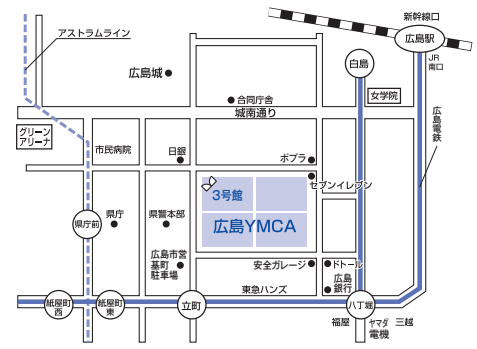 新幹線口
広島駅
JR
南口
アストラムライン
白島
広島城
女学院
合同庁舎
城南通り
広島電鉄
グリーン
アリーナ
市民病院
日銀
ポプラ
セブンイレブン
3号館
広島YMCA
県庁前
県庁
県警本部
広島市営
基町
駐車場
安全ガレージ
ドトール
広島
銀行
東急ハンズ
紙屋町
西
紙屋町
東
立町
八丁堀
福屋
ヤマダ
電機
三越